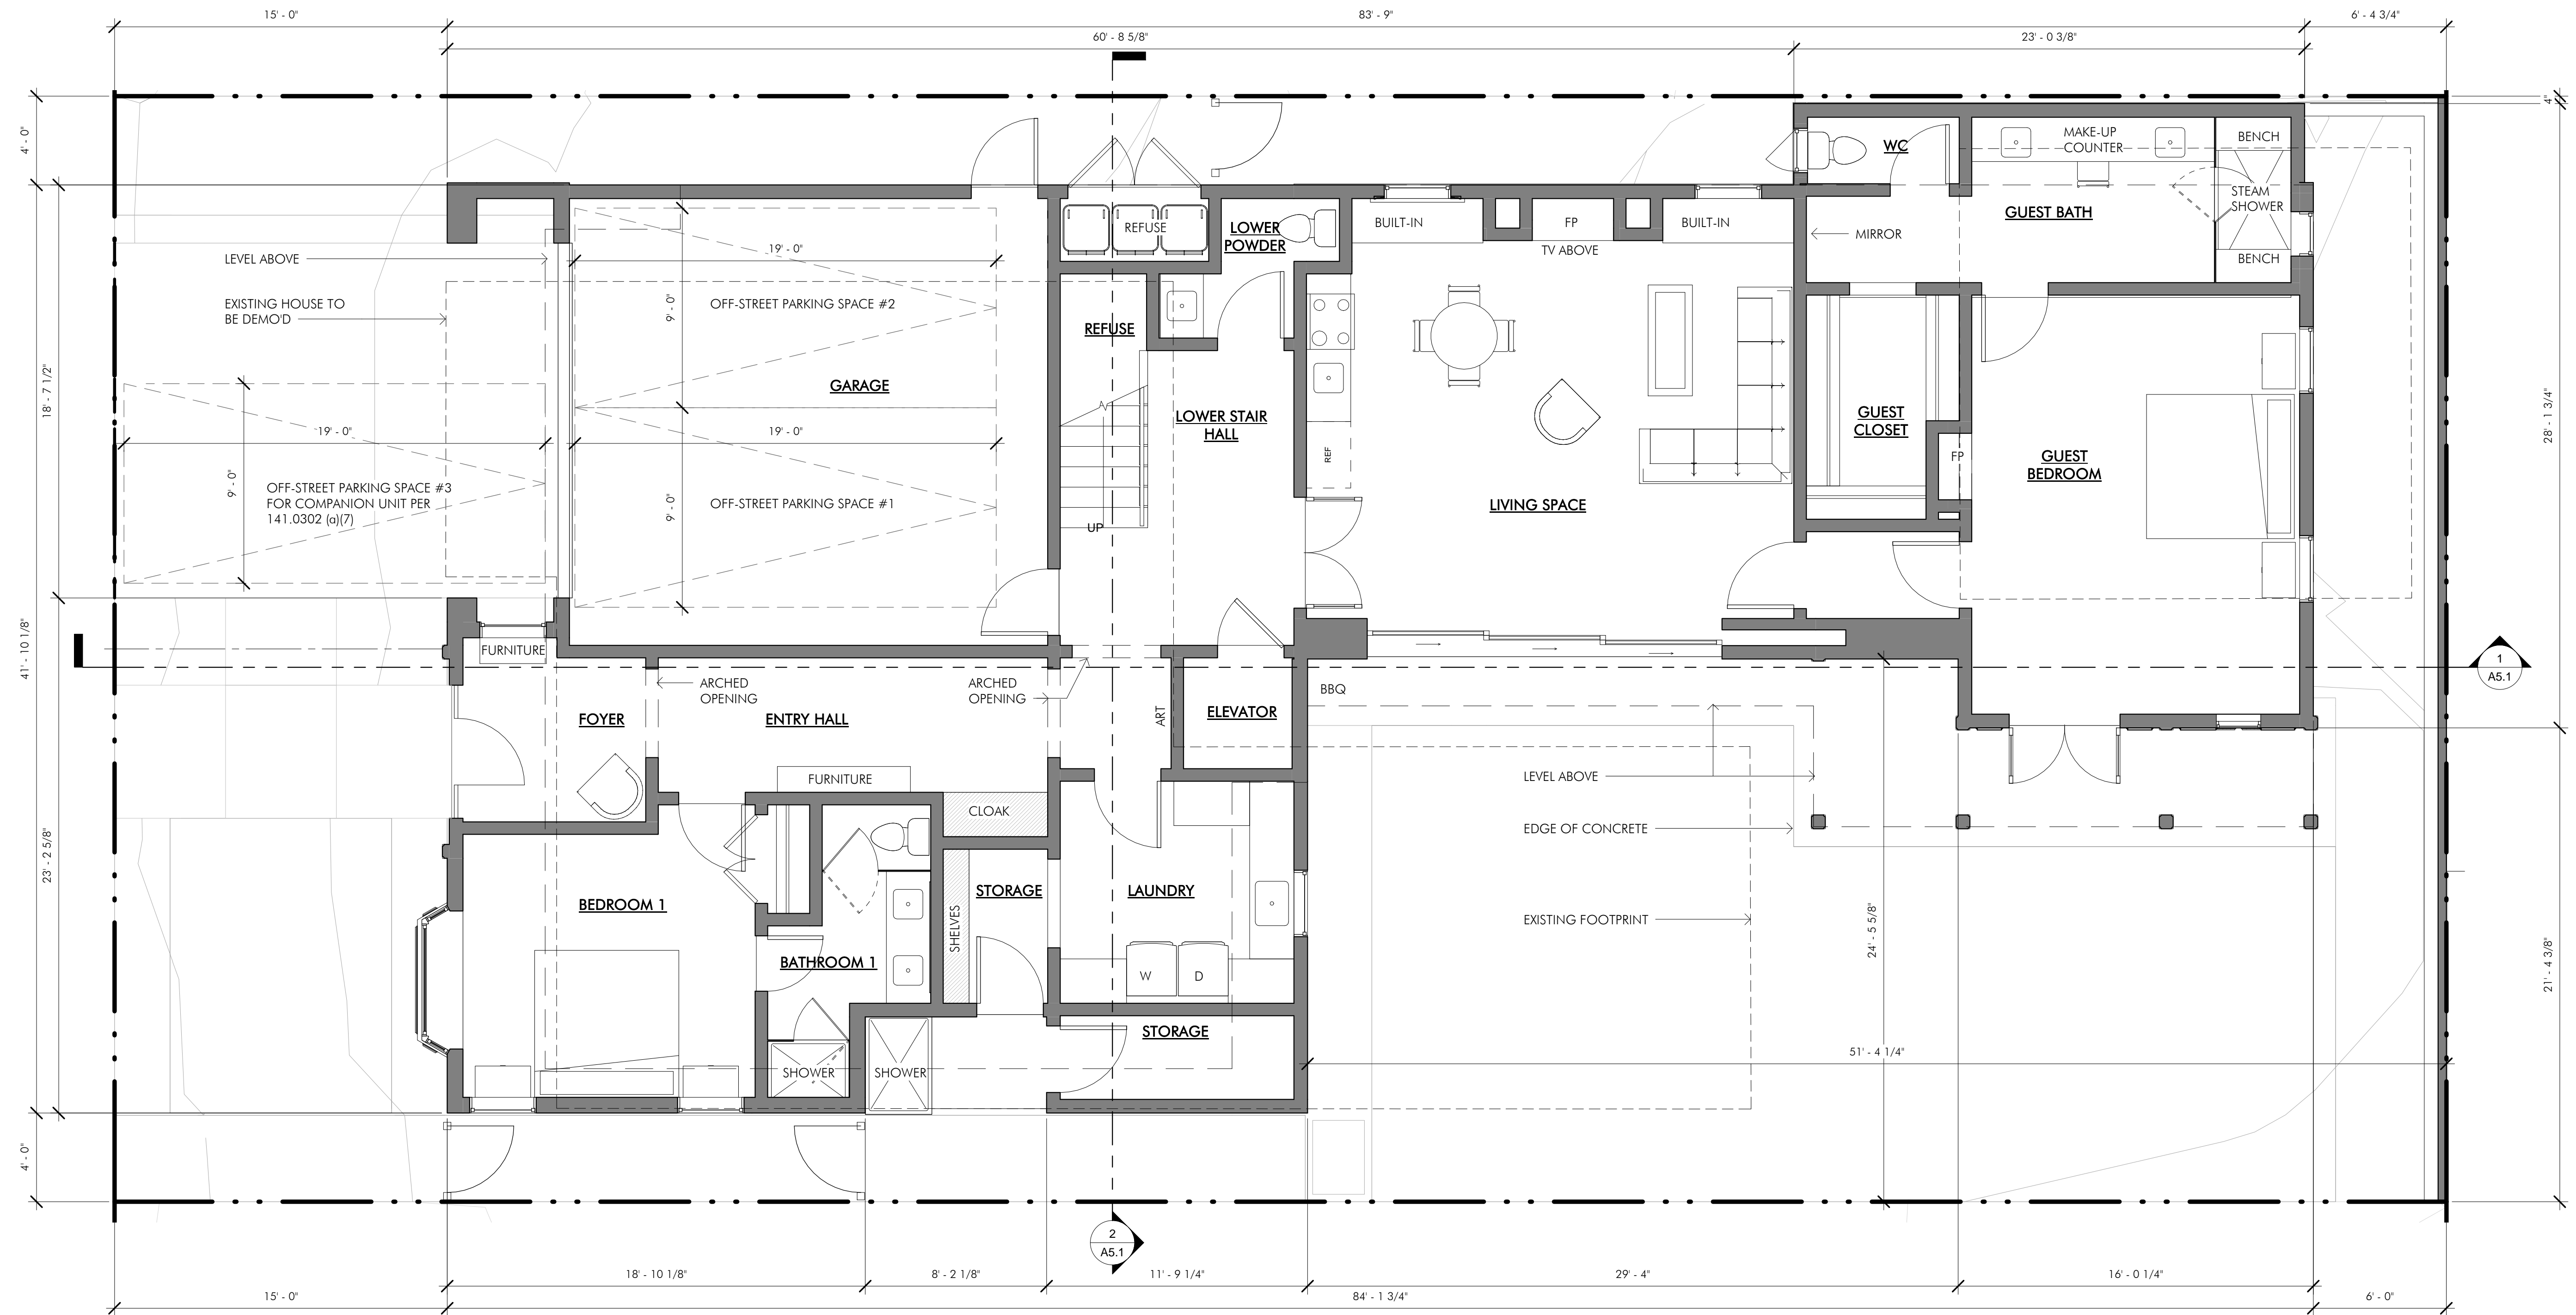 15' - 0"
83' - 9"
6' - 4 3/4"
60' - 8 5/8"
23' - 0 3/8"
4' - 0"
4"
WC
MAKE-UP
COUNTER
BENCH
STEAM
SHOWER
GUEST BATH
BENCH
MIRROR
LEVEL ABOVE
EXISTING HOUSE TO
BE DEMO'D
19' - 0"
9' - 0"
OFF-STREET PARKING SPACE #2
GARAGE
REFUSE
LOWER
POWDER
BUILT-IN
FP
BUILT-IN
TV ABOVE
REFUSE
18' - 7 1/2"
19' - 0"
19' - 0"
9' - 0"
9' - 0"
OFF-STREET PARKING SPACE #3
FOR COMPANION UNIT PER
141.0302 (a)(7)
OFF-STREET PARKING SPACE #1
LOWER STAIR
HALL
UP
REF
LIVING SPACE
GUEST
CLOSET
FP
GUEST
BEDROOM
28' - 1 3/4"
41' - 10 1/8"
FURNITURE
ARCHED
OPENING
ARCHED
OPENING
FOYER
ENTRY HALL
ART
ELEVATOR
BBQ
1
A5.1
FURNITURE
CLOAK
LEVEL ABOVE
EDGE OF CONCRETE
EXISTING FOOTPRINT
23' - 2 5/8"
BEDROOM 1
BATHROOM 1
STORAGE
SHELVES
LAUNDRY
W
D
24' - 5 5/8"
21' - 4 3/8"
STORAGE
SHOWER
SHOWER
51' - 4 1/4"
4' - 0"
2
A5.1
18' - 10 1/8"
8' - 2 1/8"
11' - 9 1/4"
29' - 4"
16' - 0 1/4"
15' - 0"
84' - 1 3/4"
6' - 0"